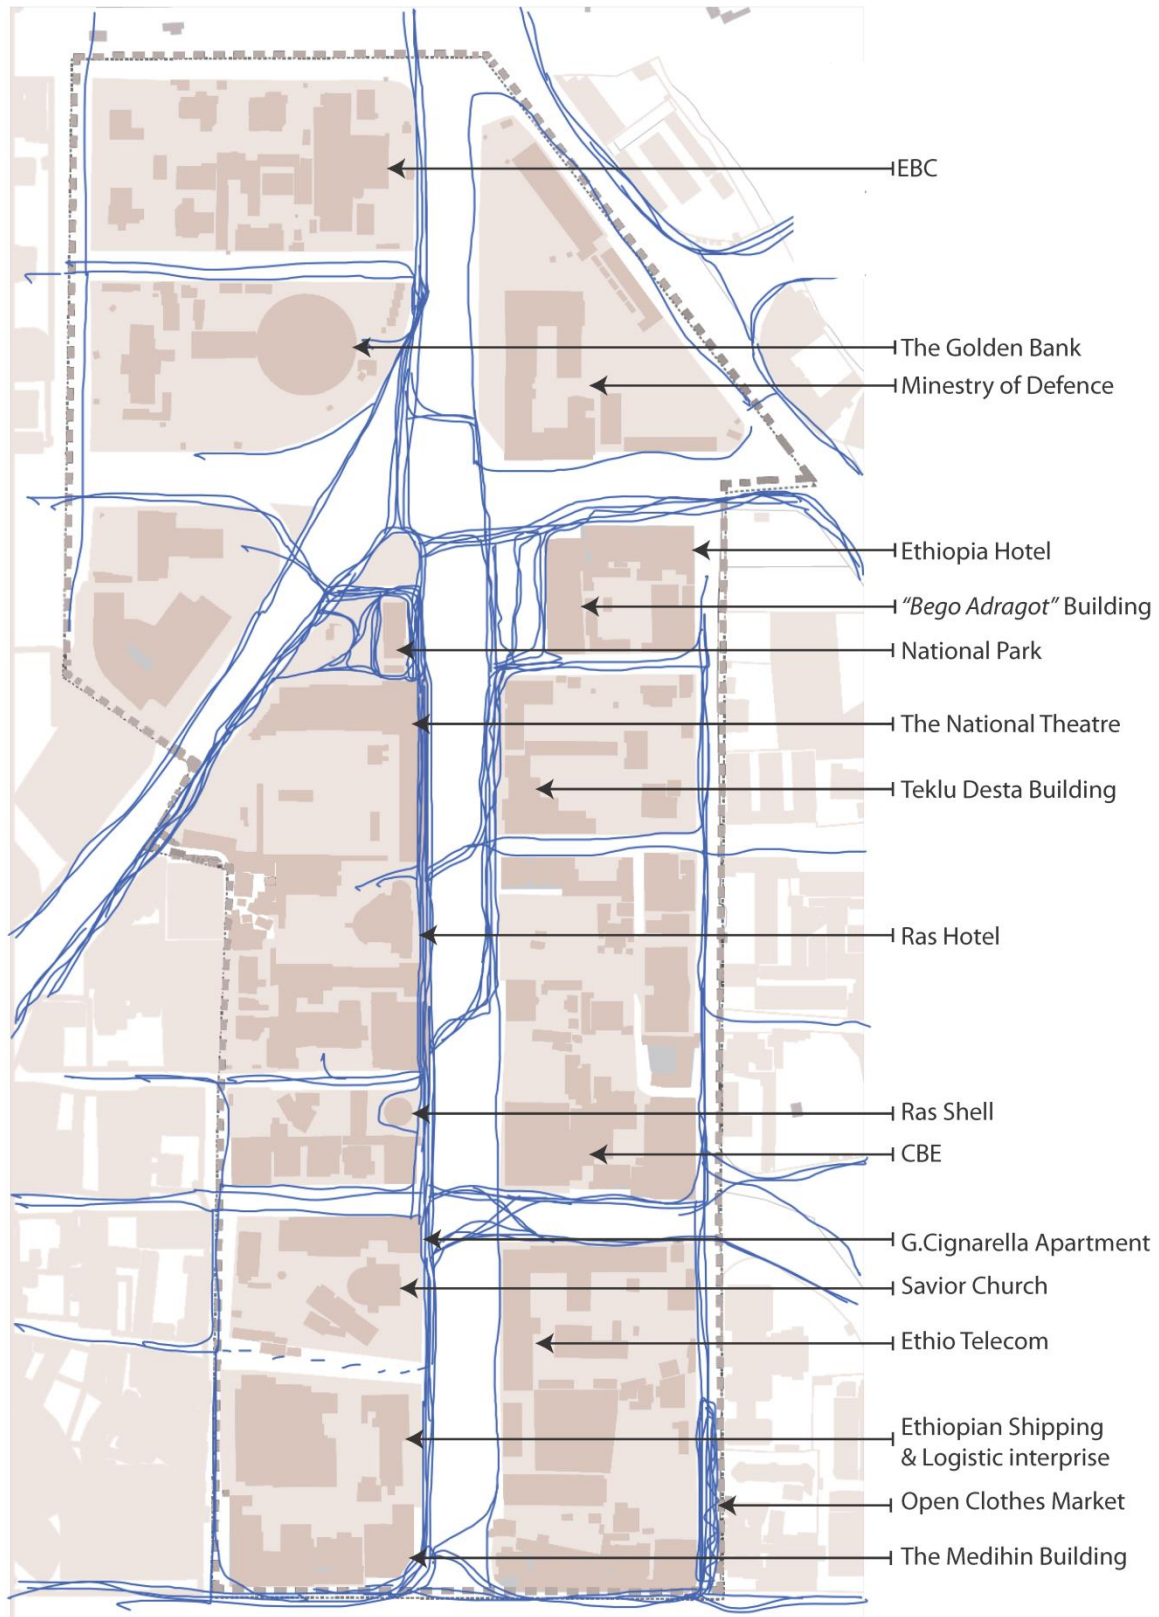 EBC
The Golden Bank
Minestry of Defence
Ethiopia Hotel
“Bego Adragot” Building
National Park
The National Theatre
Teklu Desta Building
Ras Hotel
Ras Shell
CBE
G.Cignarella Apartment
Savior Church
Ethio Telecom
Ethiopian Shipping
& Logistic interprise
Open Clothes Market
The Medihin Building